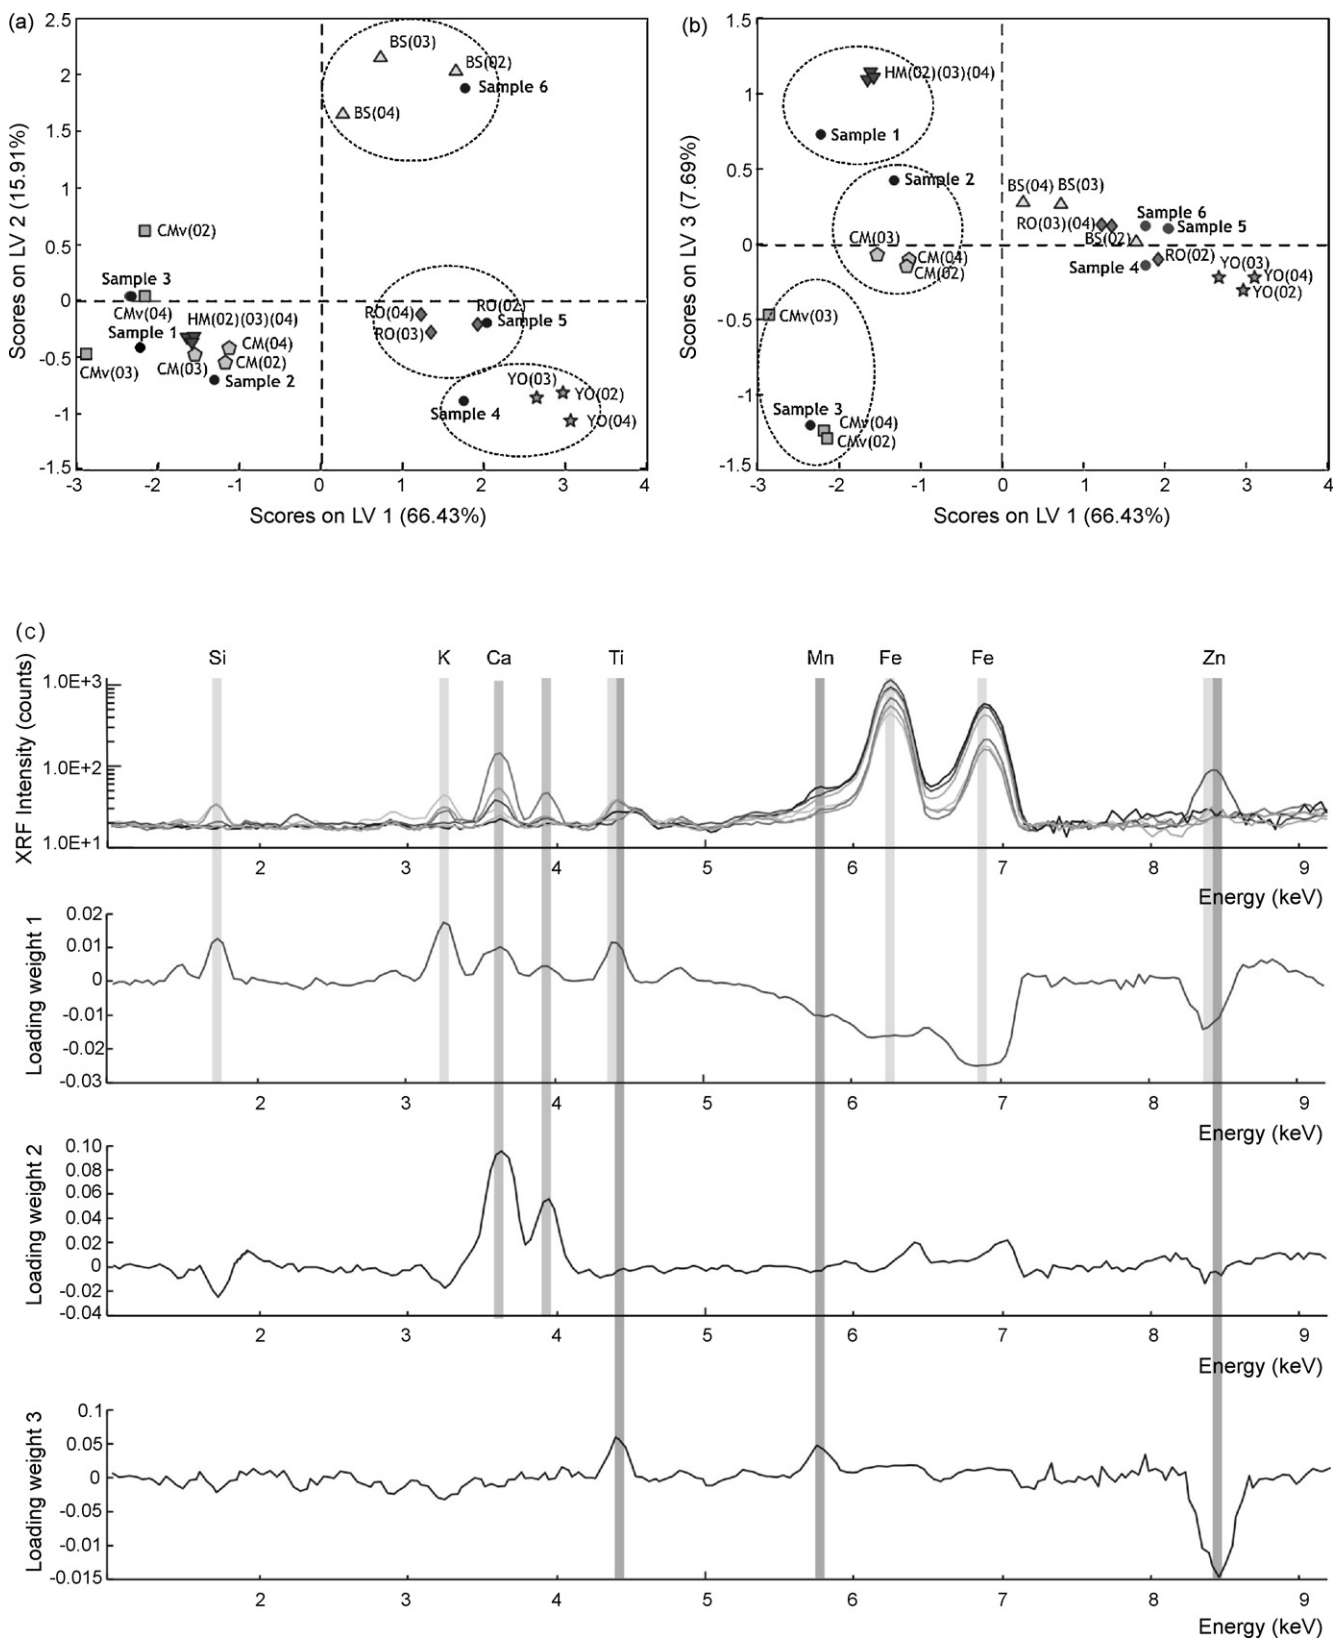 (a)
2.5
2
1.5
1
0.5
0
-0.5
-1
-1.5
-3
-2
-1
0
1
2
3
4
Scores on LV 2 (15.91%)
Scores on LV 1 (66.43%)
BS(03)
BS(02)
Sample 6
BS(04)
CMv(02)
Sample 3
CMv(04)
Sample 1
HM(02)(03)(04)
CM(04)
CMv(03)
CM(03)
CM(02)
Sample 2
RO(04)
RO(02)
Sample 5
RO(03)
YO(03)
YO(02)
Sample 4
YO(04)
(b)
1.5
1
0.5
0
-0.5
-1
-1.5
-3
-2
-1
0
1
2
3
4
Scores on LV 3 (7.69%)
Scores on LV 1 (66.43%)
HM(02)(03)(04)
Sample 1
Sample 2
BS(04) BS(03)
Sample 6
RO(03)(04)
Sample 5
CM(03)
BS(02)
CM(04)
RO(02)
CM(02)
Sample 4
YO(03)
YO(04)
YO(02)
CMv(03)
Sample 3
CMv(04)
CMv(02)
(c)
Si
K
Ca
Ti
Mn
Fe
Fe
Zn
XRF Intensity (counts)
1.0E+3
1.0E+2
1.0E+1
2
3
4
5
6
7
8
9
Energy (keV)
Loading weight 1
0.02
0.01
0
-0.01
-0.02
-0.03
2
3
4
5
6
7
8
9
Energy (keV)
Loading weight 2
0.10
0.08
0.06
0.04
0.02
0
-0.02
-0.04
2
3
4
5
6
7
8
9
Energy (keV)
Loading weight 3
0.1
0.05
0
-0.05
-0.01
-0.015
2
3
4
5
6
7
8
9
Energy (keV)